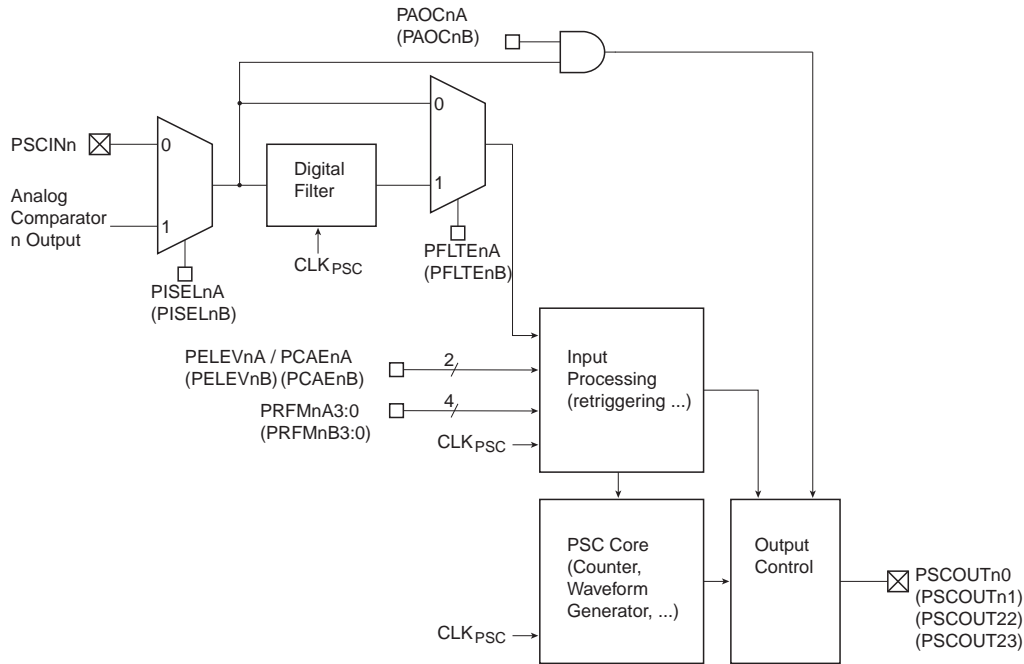 PAOCnA
(PAOCnB)
0
PSCINn
0
Digital
Filter
1
Analog
Comparator
n Output
1
CLKPSC
PFLTEnA
(PFLTEnB)
PISELnA
(PISELnB)
PELEVnA / PCAEnA
(PELEVnB) (PCAEnB)
2
Input
Processing
(retriggering ...)
PRFMnA3:0
(PRFMnB3:0)
4
CLKPSC
PSC Core
(Counter,
Waveform
Generator, ...)
Output
Control
PSCOUTn0
(PSCOUTn1)
(PSCOUT22)
(PSCOUT23)
CLKPSC